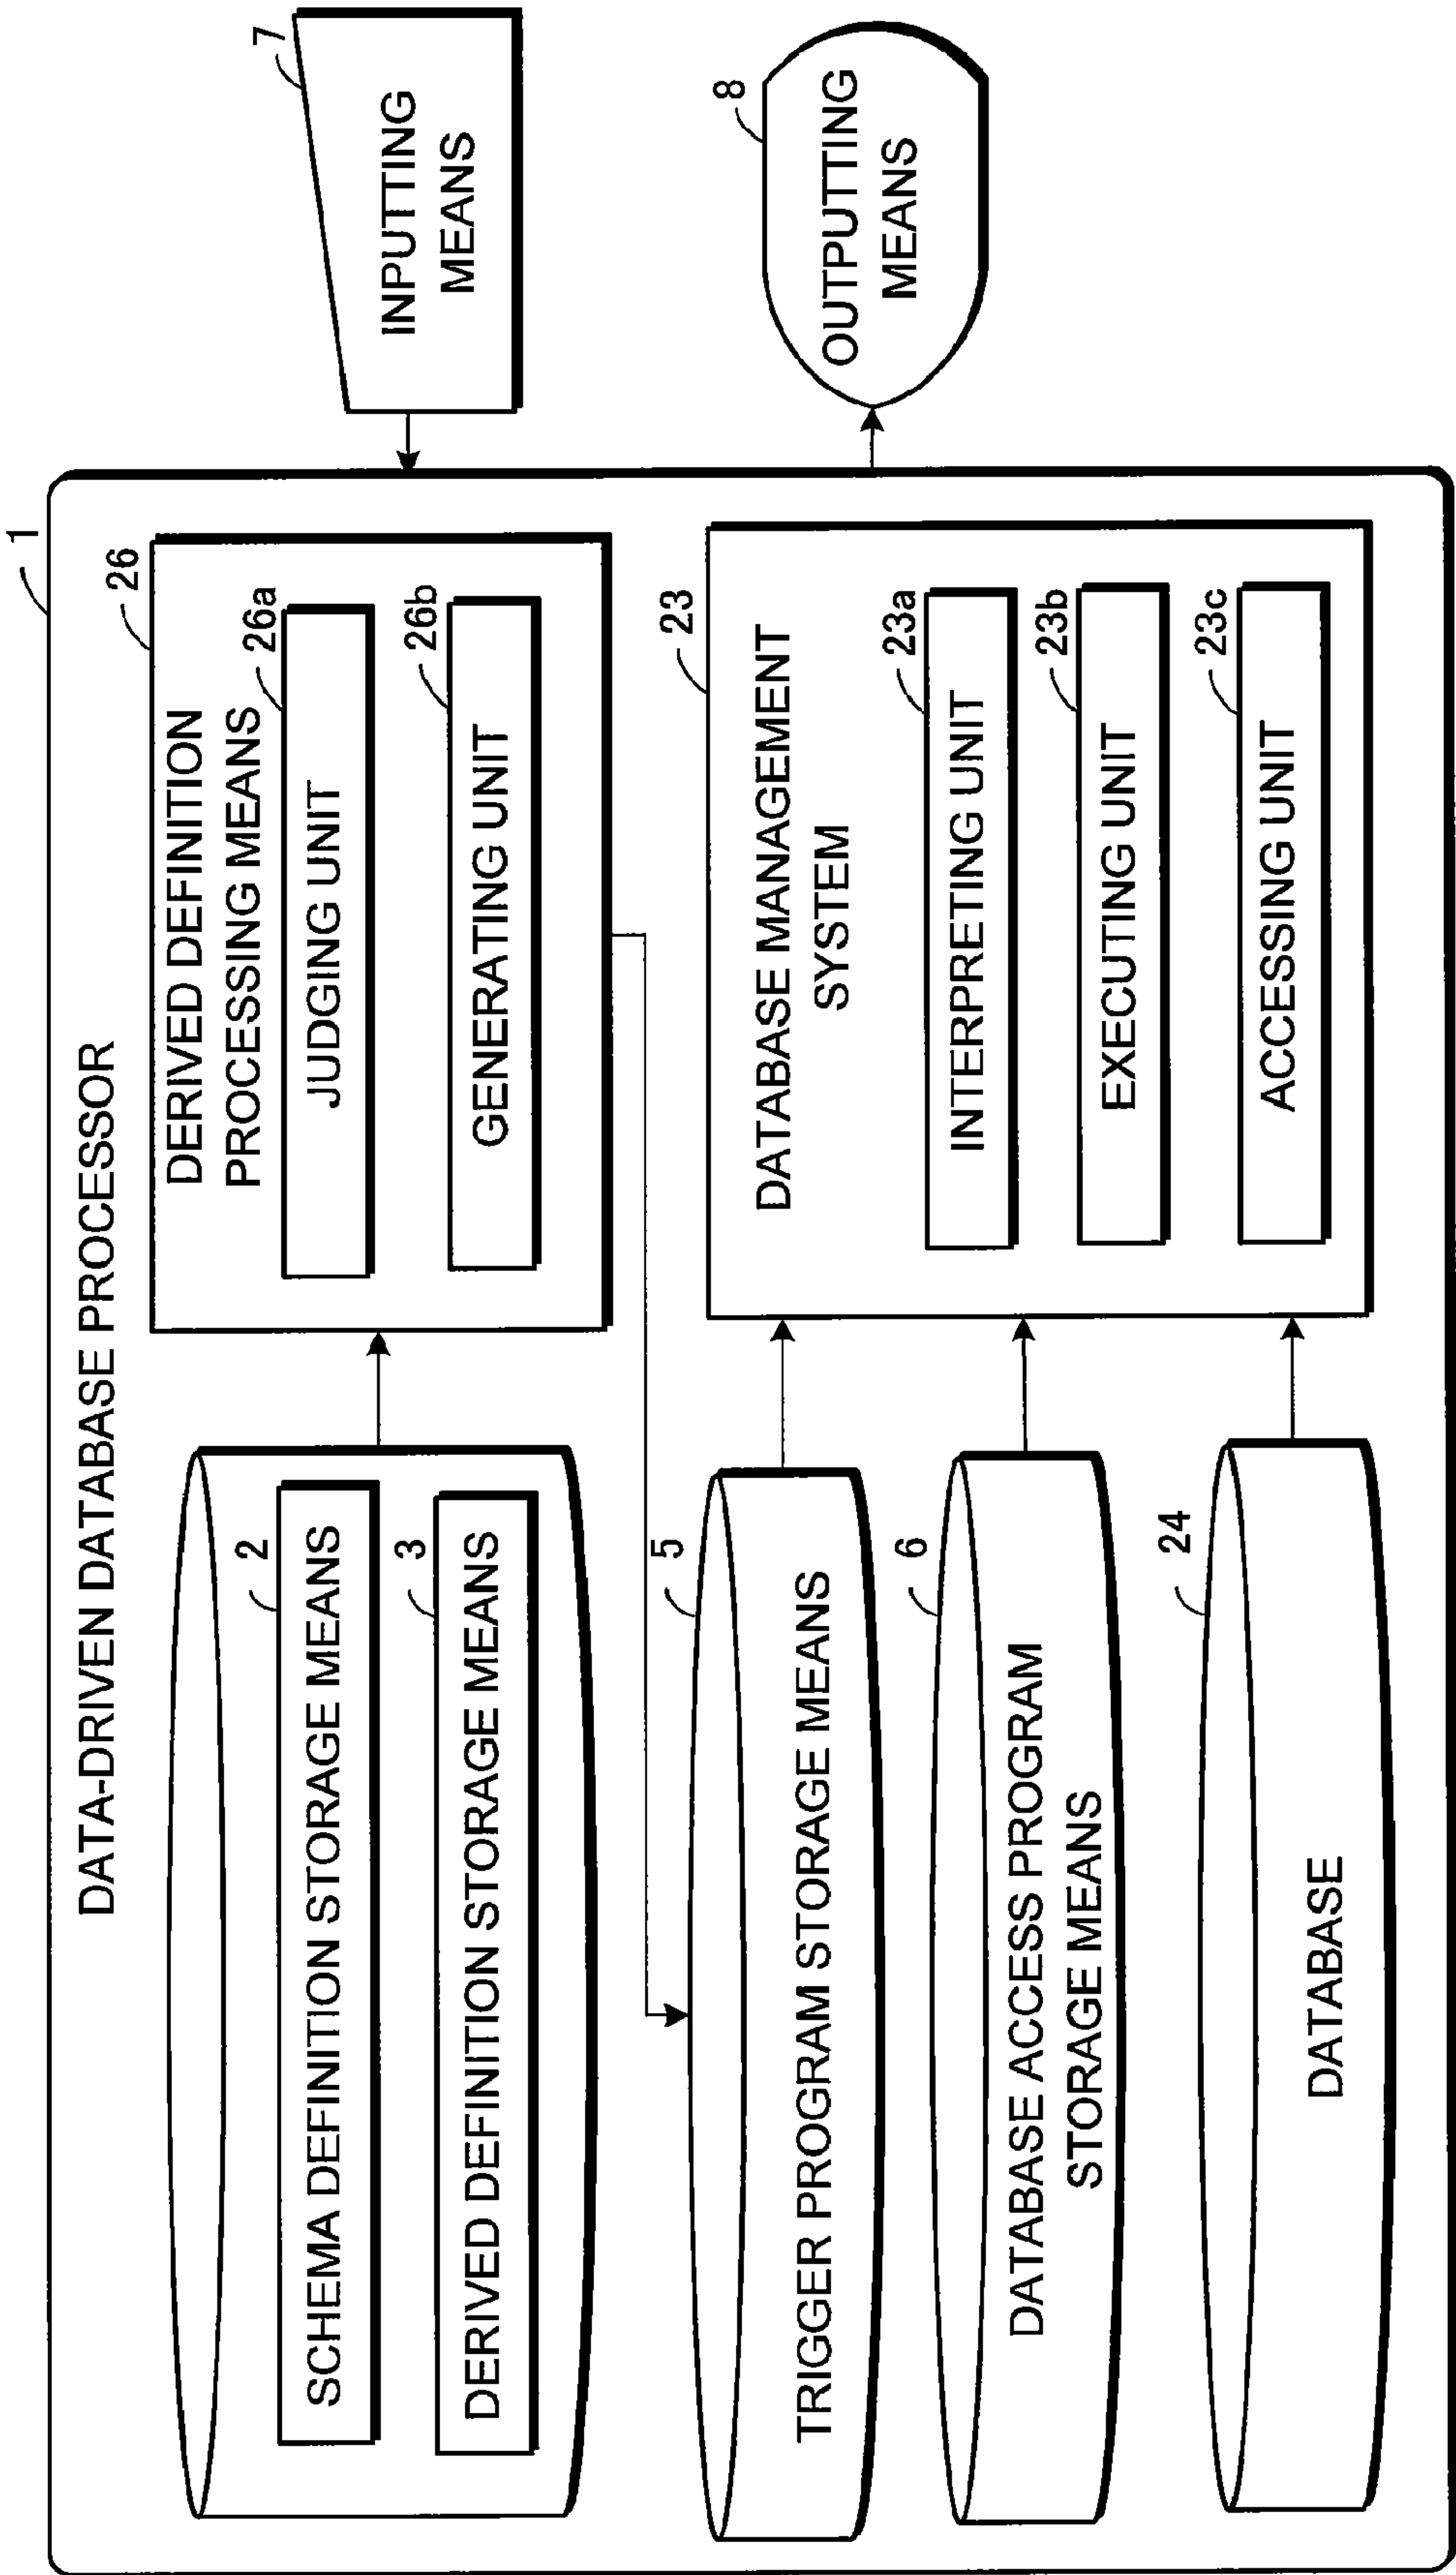 DATA-DRIVEN DATABASE PROCESSOR
1
2
SCHEMA DEFINITION STORAGE MEANS
3
DERIVED DEFINITION STORAGE MEANS
26
DERIVED DEFINITION
PROCESSING MEANS
26a
JUDGING UNIT
26b
GENERATING UNIT
7
INPUTTING
MEANS
5
TRIGGER PROGRAM STORAGE MEANS
6
DATABASE ACCESS PROGRAM
STORAGE MEANS
24
DATABASE
23
DATABASE MANAGEMENT
SYSTEM
23a
INTERPRETING UNIT
23b
EXECUTING UNIT
23c
ACCESSING UNIT
8
OUTPUTTING
MEANS